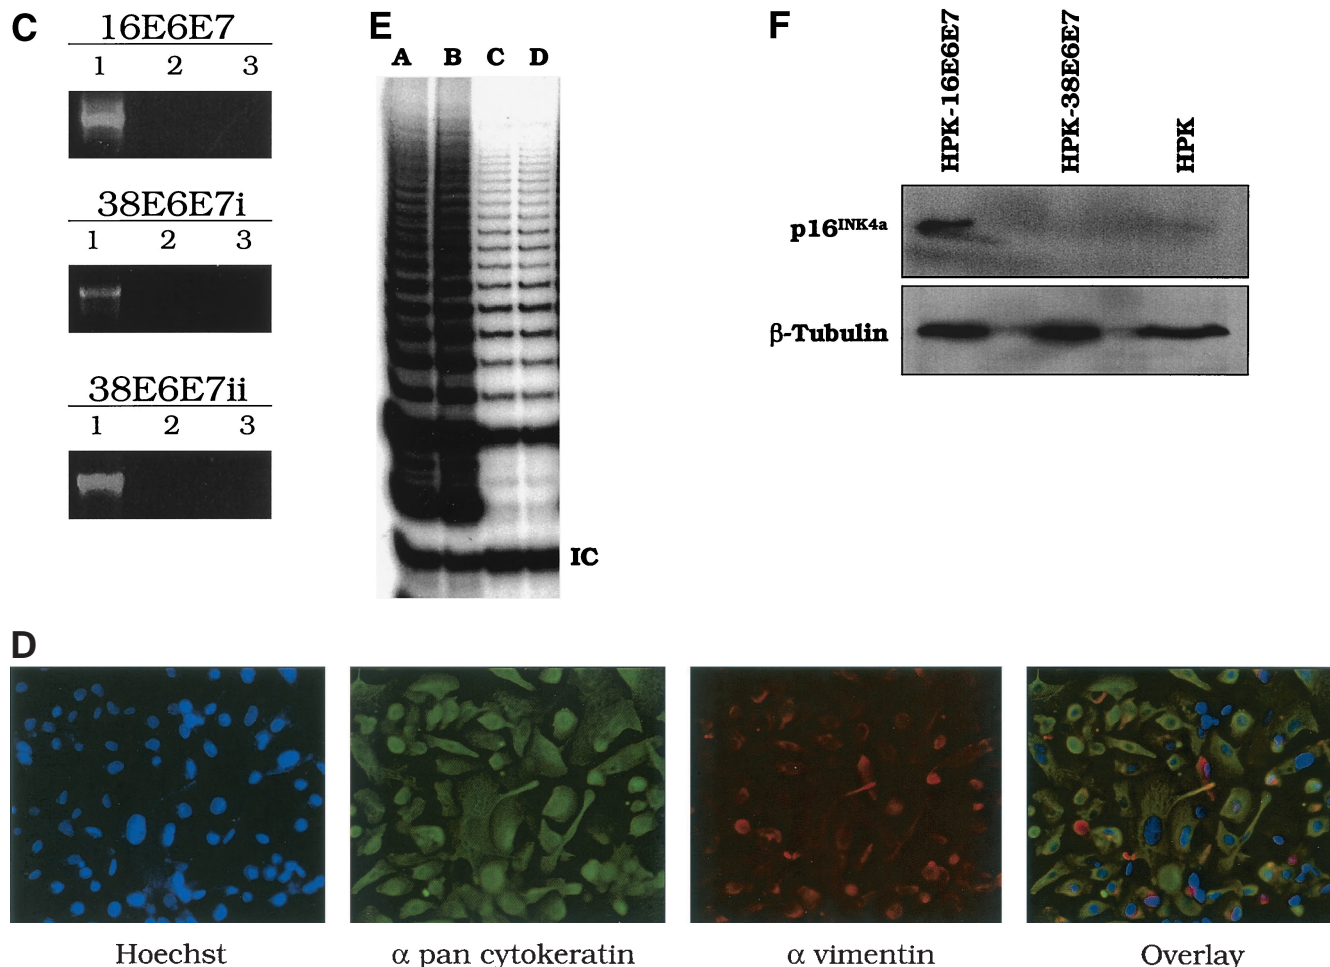 C
16E6E7
1 2 3
38E6E7i
1 2 3
38E6E7ii
1 2 3
E
A B C D
IC
F
HPK-16E6E7
HPK-38E6E7
HPK
p16INK4a
β-Tubulin
D
Hoechst
α pan cytokeratin
α vimentin
Overlay